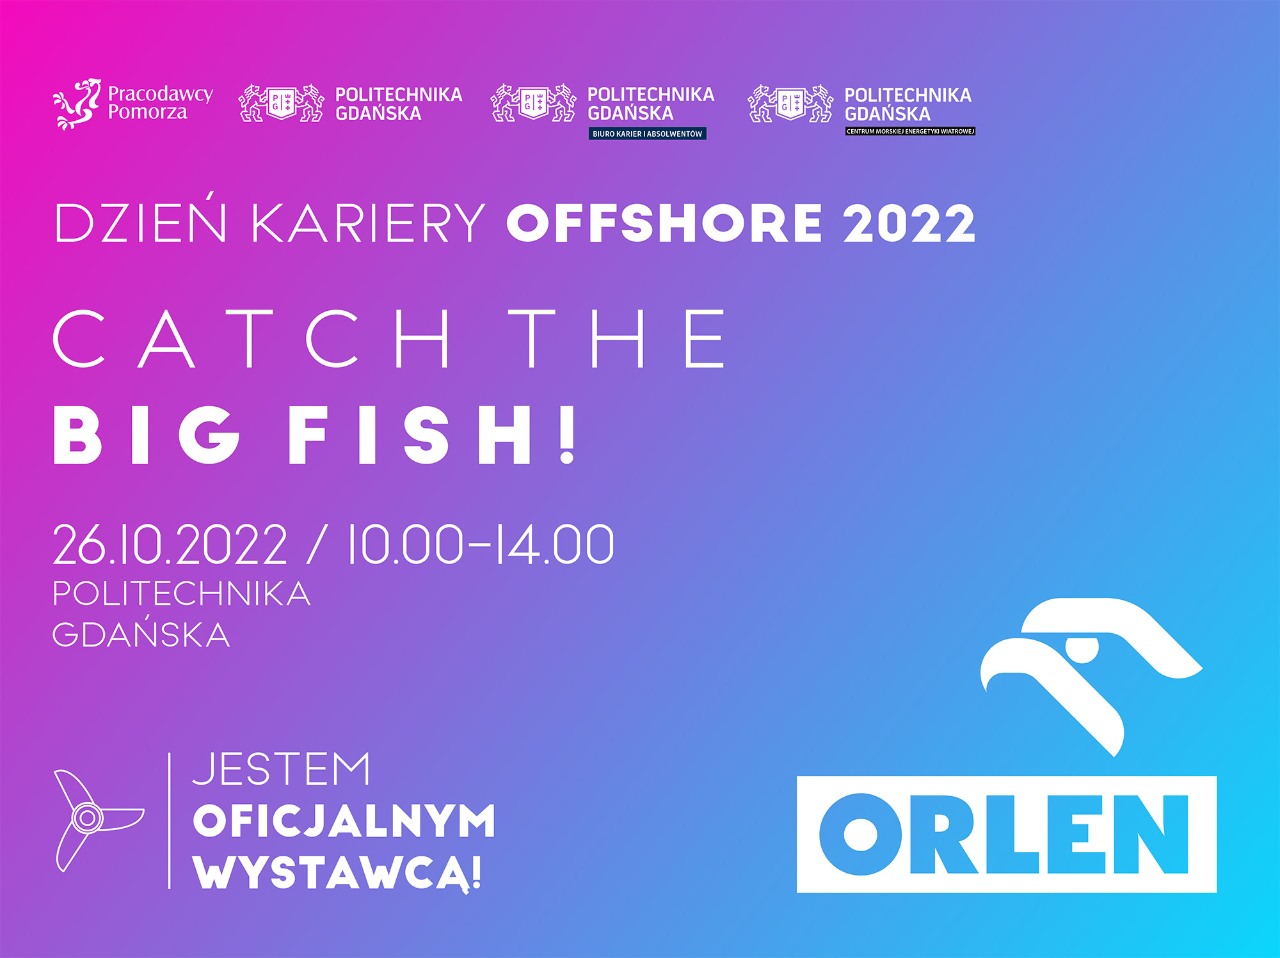 Pracodawcy
Pomorza
POLITECHNIKA
GDAŃSKA
POLITECHNIKA
GDAŃSKA
BIURO KARIER I ABSOLWENTÓW
POLITECHNIKA
GDAŃSKA
CENTRUM MORSKIEJ ENERGETYKI WIATROWEJ
DZIEŃ KARIERY OFFSHORE 2022
CATCH THE
BIG FISH!
26.10.2022 / 10.00-14.00
POLITECHNIKA
GDAŃSKA
JESTEM
OFICJALNYM
WYSTAWCĄ!
ORLEN